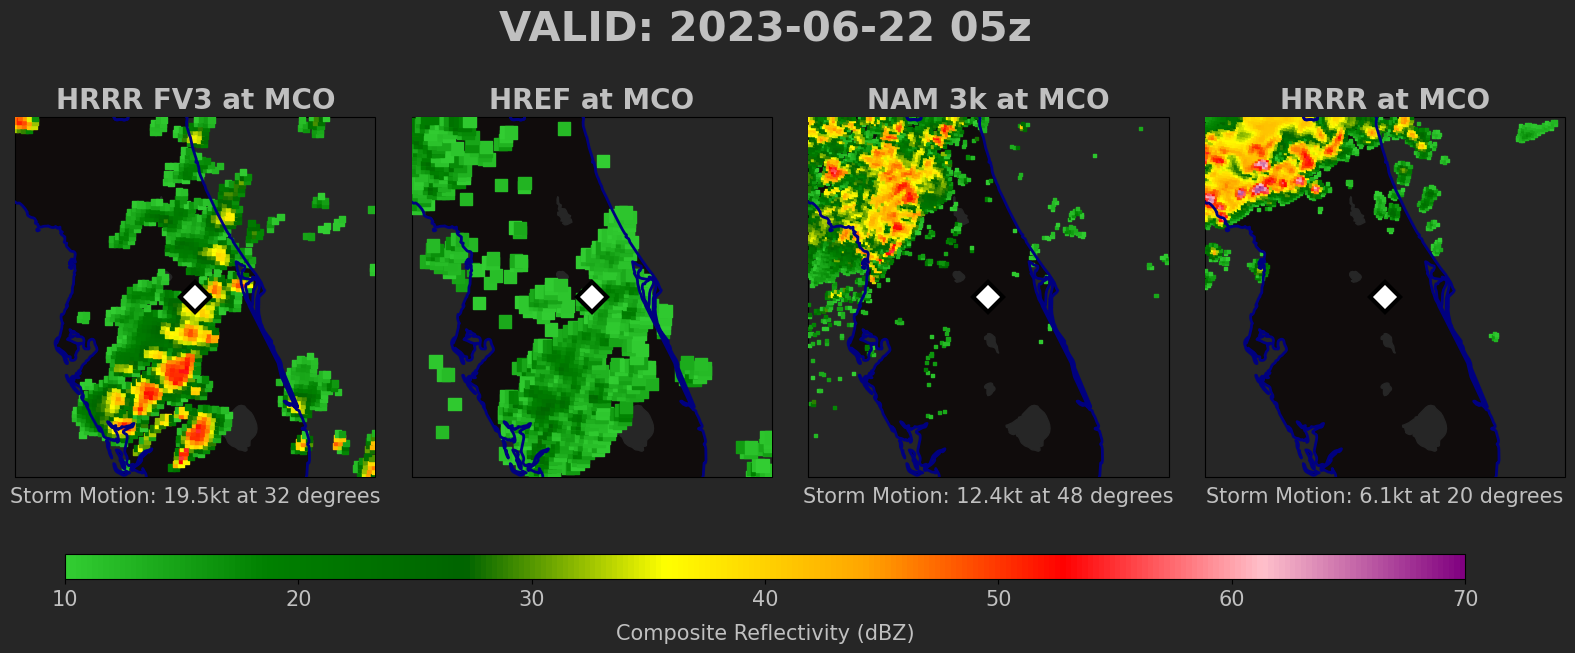 VALID: 2023-06-22 05z
HRRR FV3 at MCO
HREF at MCO
NAM 3k at MCO
HRRR at MCO
Storm Motion: 19.5kt at 32 degrees
Storm Motion: 12.4kt at 48 degrees
Storm Motion: 6.1kt at 20 degrees
10 20 30 40 50 60 70
Composite Reflectivity (dBZ)